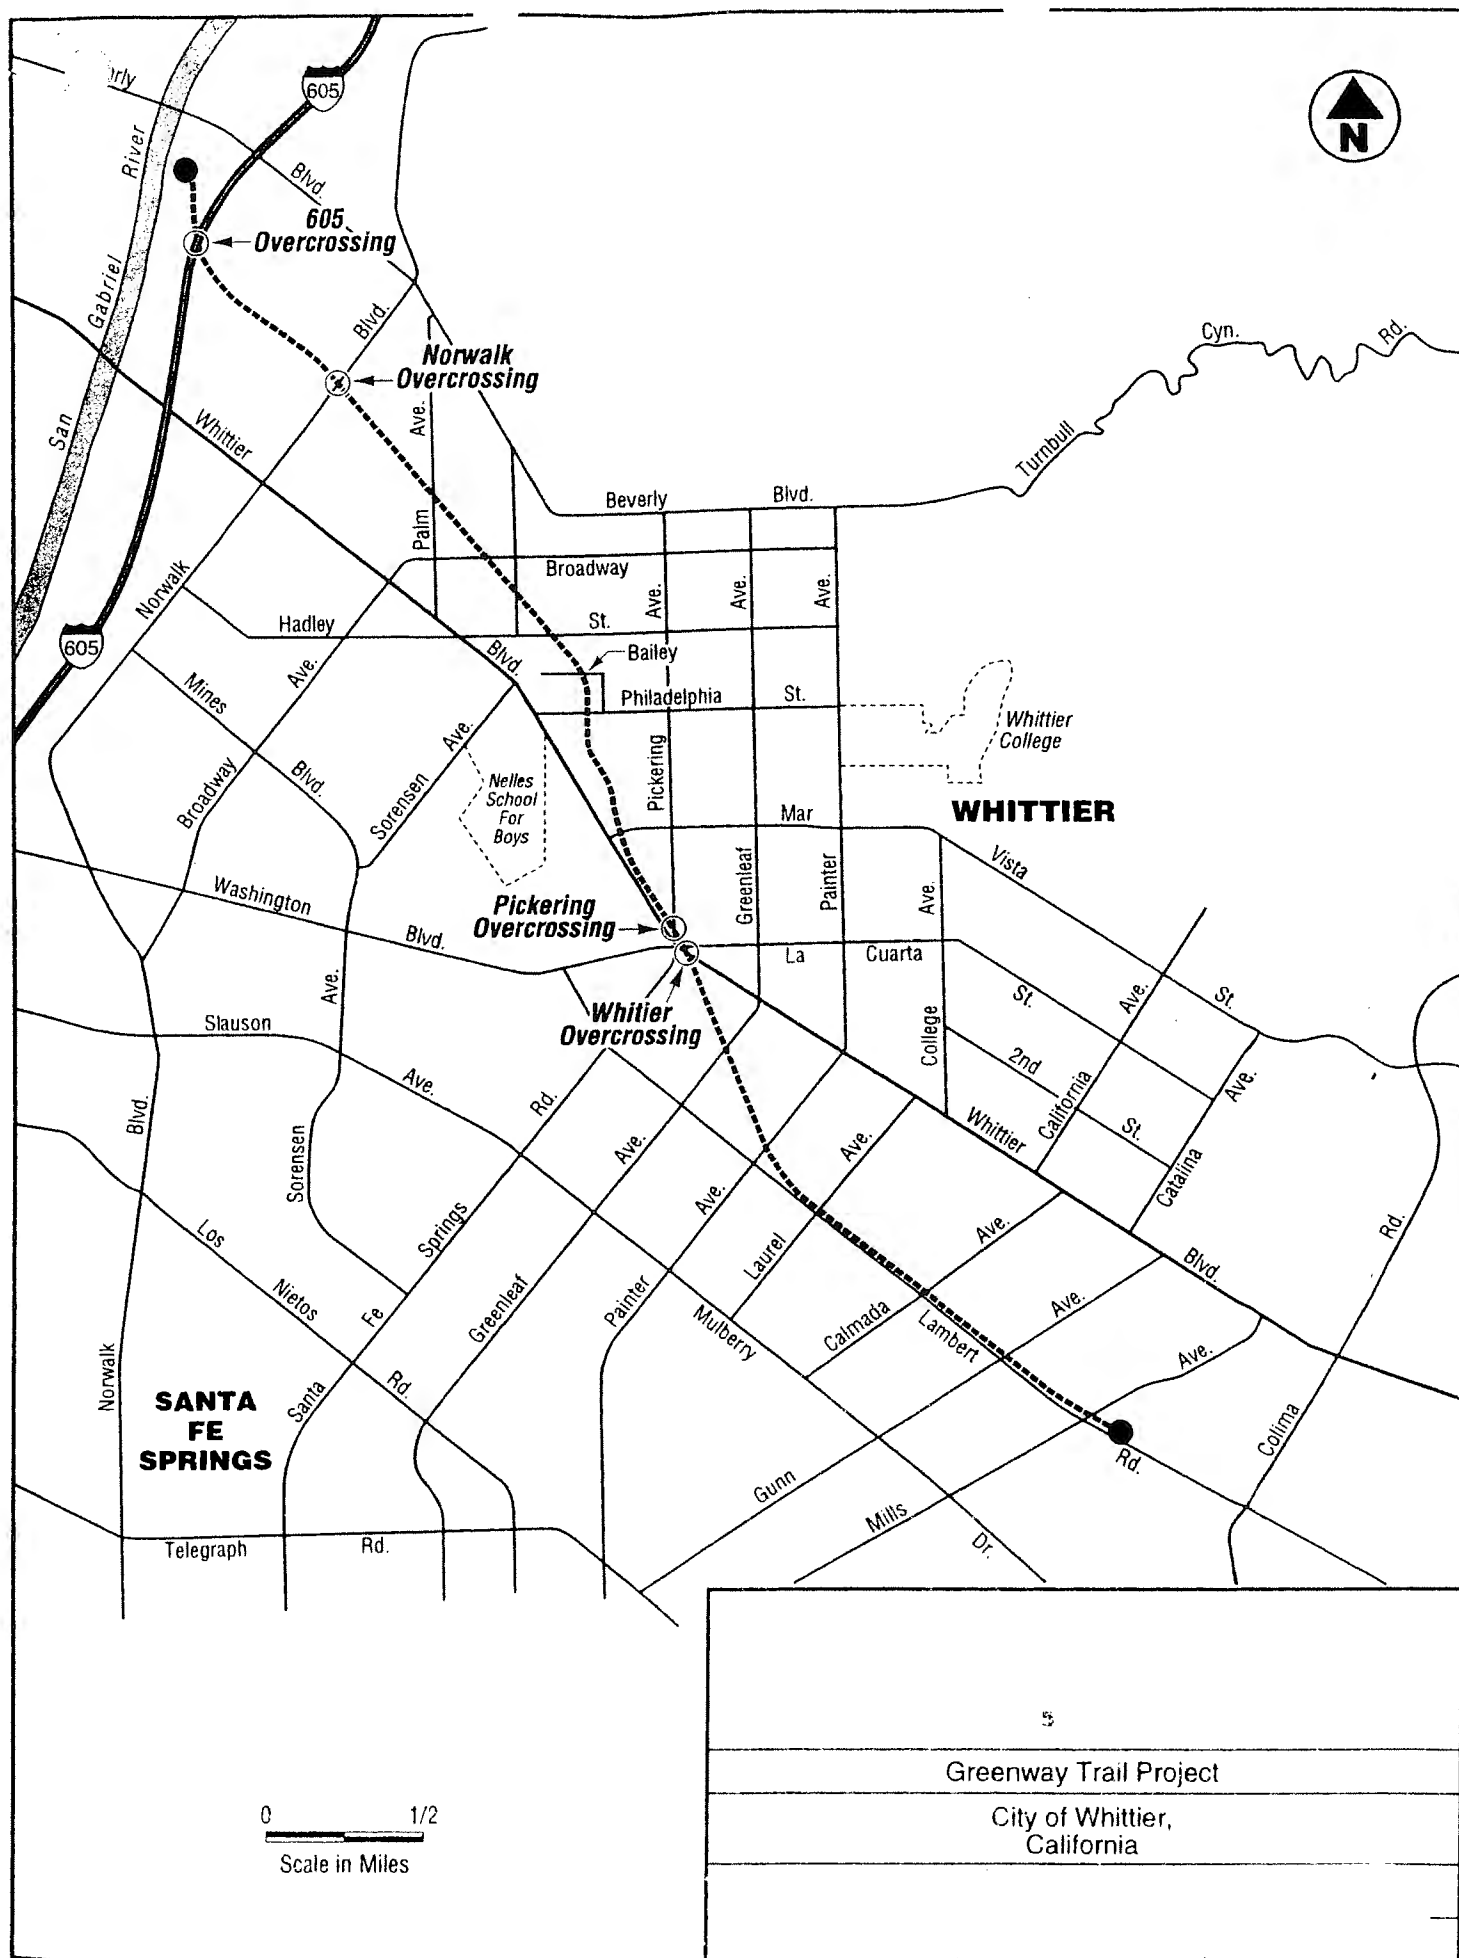 605
River
Blvd.
N
605
Overcrossing
Gabriel
San
Blvd.
Norwalk
Overcrossing
Ave.
Palm
Cyn.
Rd.
Turnbull
Whittier
Beverly
Blvd.
Broadway
Norwalk
Hadley
St.
Ave.
Ave.
Ave.
605
Blvd.
Bailey
Philadelphia
St.
Mines
Ave.
Whittier
College
Ave.
Nelles
School
For
Boys
Pickering
Broadway
Blvd.
Sorensen
Mar
WHITTIER
Vista
Washington
Blvd.
Pickering
Overcrossing
Greenleaf
Painter
Ave.
La
Cuarta
St.
Ave.
St.
Ave.
Slauson
Whitier
Overcrossing
College
2nd
California
Ave.
St.
Catalina
Whittier
Blvd.
Ave.
Rd.
Blvd.
Sorensen
Ave.
Ave.
Ave.
Los
Nietos
Rd.
Springs
Fe
Santa
Greenleaf
Painter
Laurel
Mulberry
Calmada
Ave.
Lambert
Ave.
Ave.
Rd.
Colima
Norwalk
SANTA
FE
SPRINGS
Gunn
Mills
Dr.
Rd.
Telegraph
Rd.
5
Greenway Trail Project
City of Whittier,
California
0 1/2
Scale in Miles